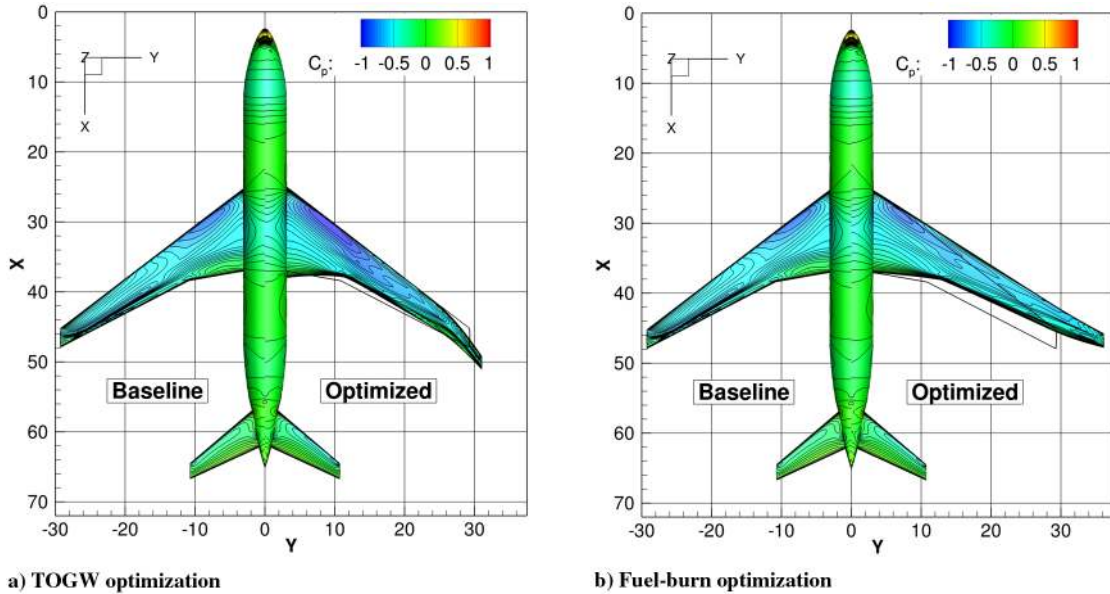 0
10
20
30
40
50
60
70
X
-30
-20
-10
0
10
20
30
Y
Z
Y
X
Cp:
-1
-0.5
0
0.5
1
Baseline
Optimized
a) TOGW optimization
0
10
20
30
40
50
60
70
X
-30
-20
-10
0
10
20
30
Y
Z
Y
X
Cp:
-1
-0.5
0
0.5
1
Baseline
Optimized
b) Fuel-burn optimization